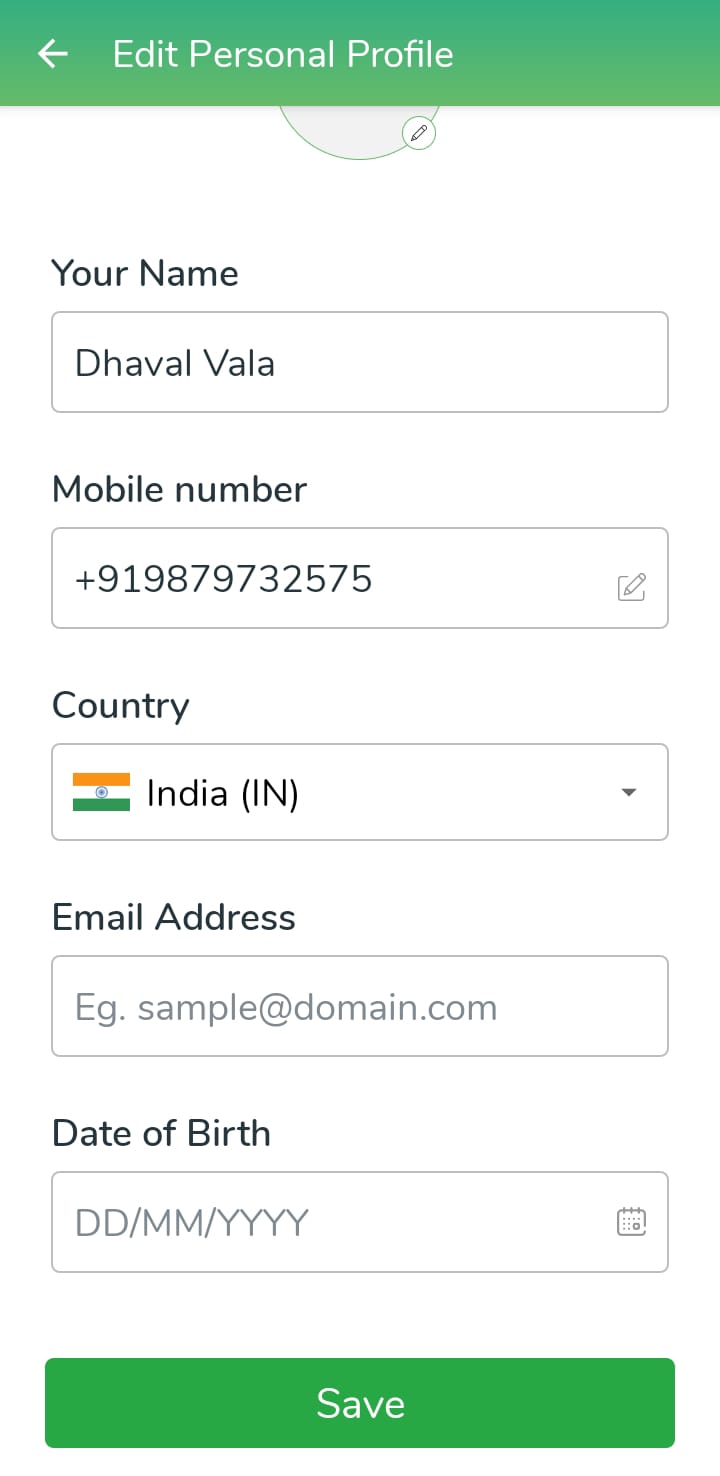 Edit Personal Profile
Your Name
Dhaval Vala
Mobile number
+919879732575
Country
India (IN)
Email Address
Eg. sample@domain.com
Date of Birth
DD/MM/YYYY
Save